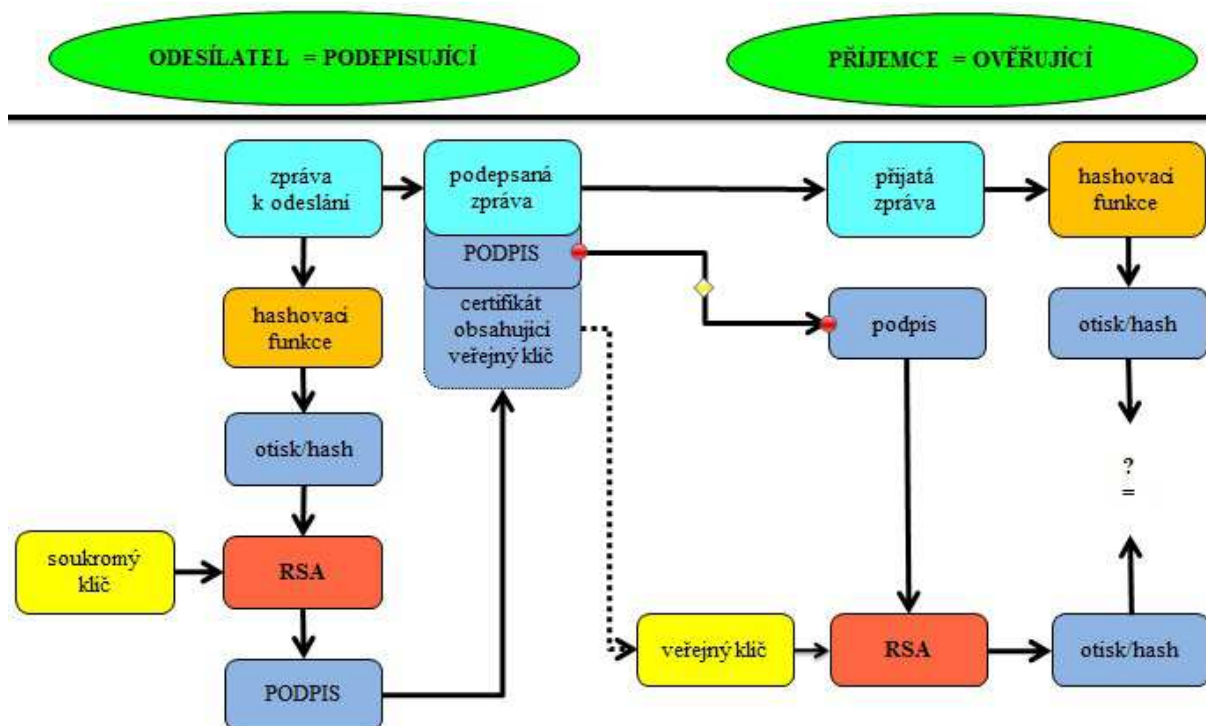 ODESÍLATEL = PODEPISUJÍCÍ
PŘÍJEMCE = OVĚŘUJÍCÍ
zpráva
k odeslání
podepsaná
zpráva
přijatá
zpráva
hashovací
funkce
PODPIS
hashovací
funkce
certifikát
obsahující
veřejný klíč
podpis
otisk/hash
otisk/hash
?
=
soukromý
klíč
RSA
veřejný klíč
RSA
otisk/hash
PODPIS